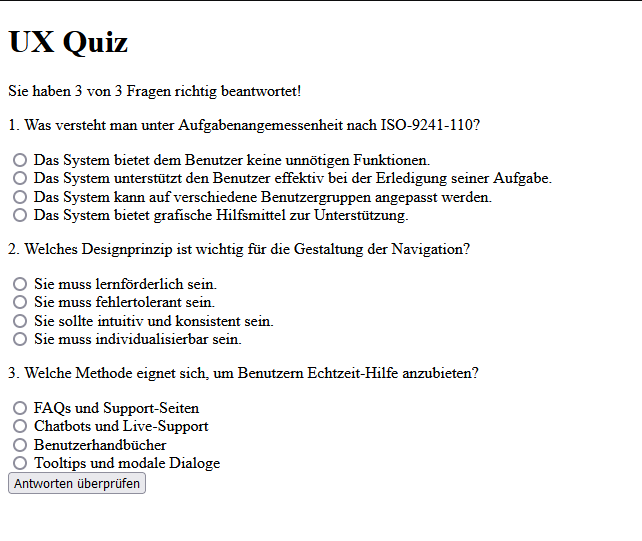 UX Quiz
Sie haben 3 von 3 Fragen richtig beantwortet!
1. Was versteht man unter Aufgabenangemessenheit nach ISO-9241-110?
Das System bietet dem Benutzer keine unnötigen Funktionen.
Das System unterstützt den Benutzer effektiv bei der Erledigung seiner Aufgabe.
Das System kann auf verschiedene Benutzergruppen angepasst werden.
Das System bietet grafische Hilfsmittel zur Unterstützung.
2. Welches Designprinzip ist wichtig für die Gestaltung der Navigation?
Sie muss lernförderlich sein.
Sie muss fehlertolerant sein.
Sie sollte intuitiv und konsistent sein.
Sie muss individualisierbar sein.
3. Welche Methode eignet sich, um Benutzern Echtzeit-Hilfe anzubieten?
FAQs und Support-Seiten
Chatbots und Live-Support
Benutzerhandbücher
Tooltips und modale Dialoge
Antworten überprüfen